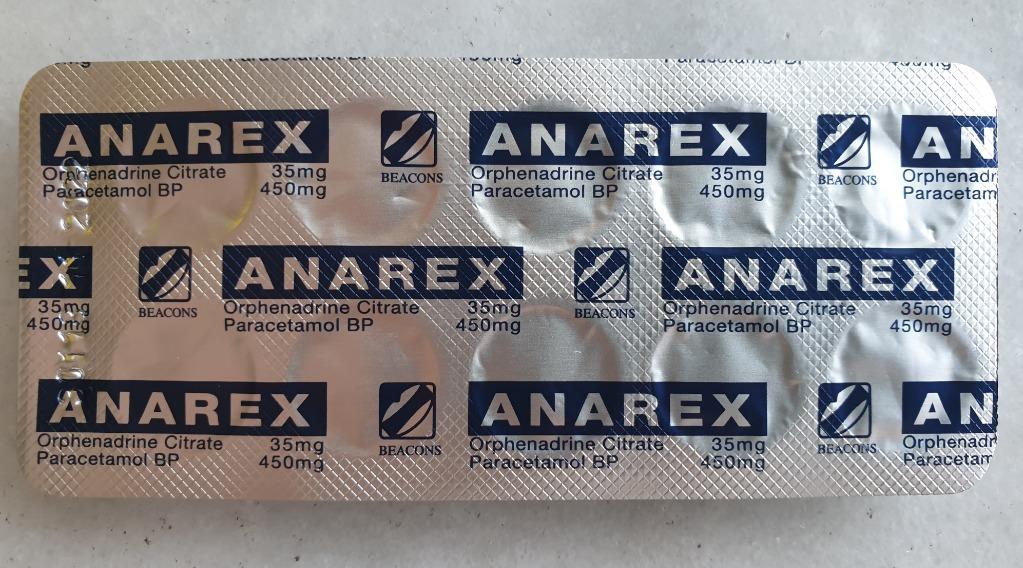 ANAREX
Orphenadrine Citrate 35mg
Paracetamol BP 450mg
BEACONS
ANAREX
Orphenadrine Citrate 35mg
Paracetamol BP 450mg
BEACONS
AN
Orphenadr
Paracetam
EX
35mg
450mg
BEACONS
ANAREX
Orphenadrine Citrate 35mg
Paracetamol BP 450mg
BEACONS
ANAREX
Orphenadrine Citrate 35mg
Paracetamol BP 450mg
ANAREX
Orphenadrine Citrate 35mg
Paracetamol BP 450mg
BEACONS
ANAREX
Orphenadrine Citrate 35mg
Paracetamol BP 450mg
BEACONS
AN
Orphenadr
Paracetam